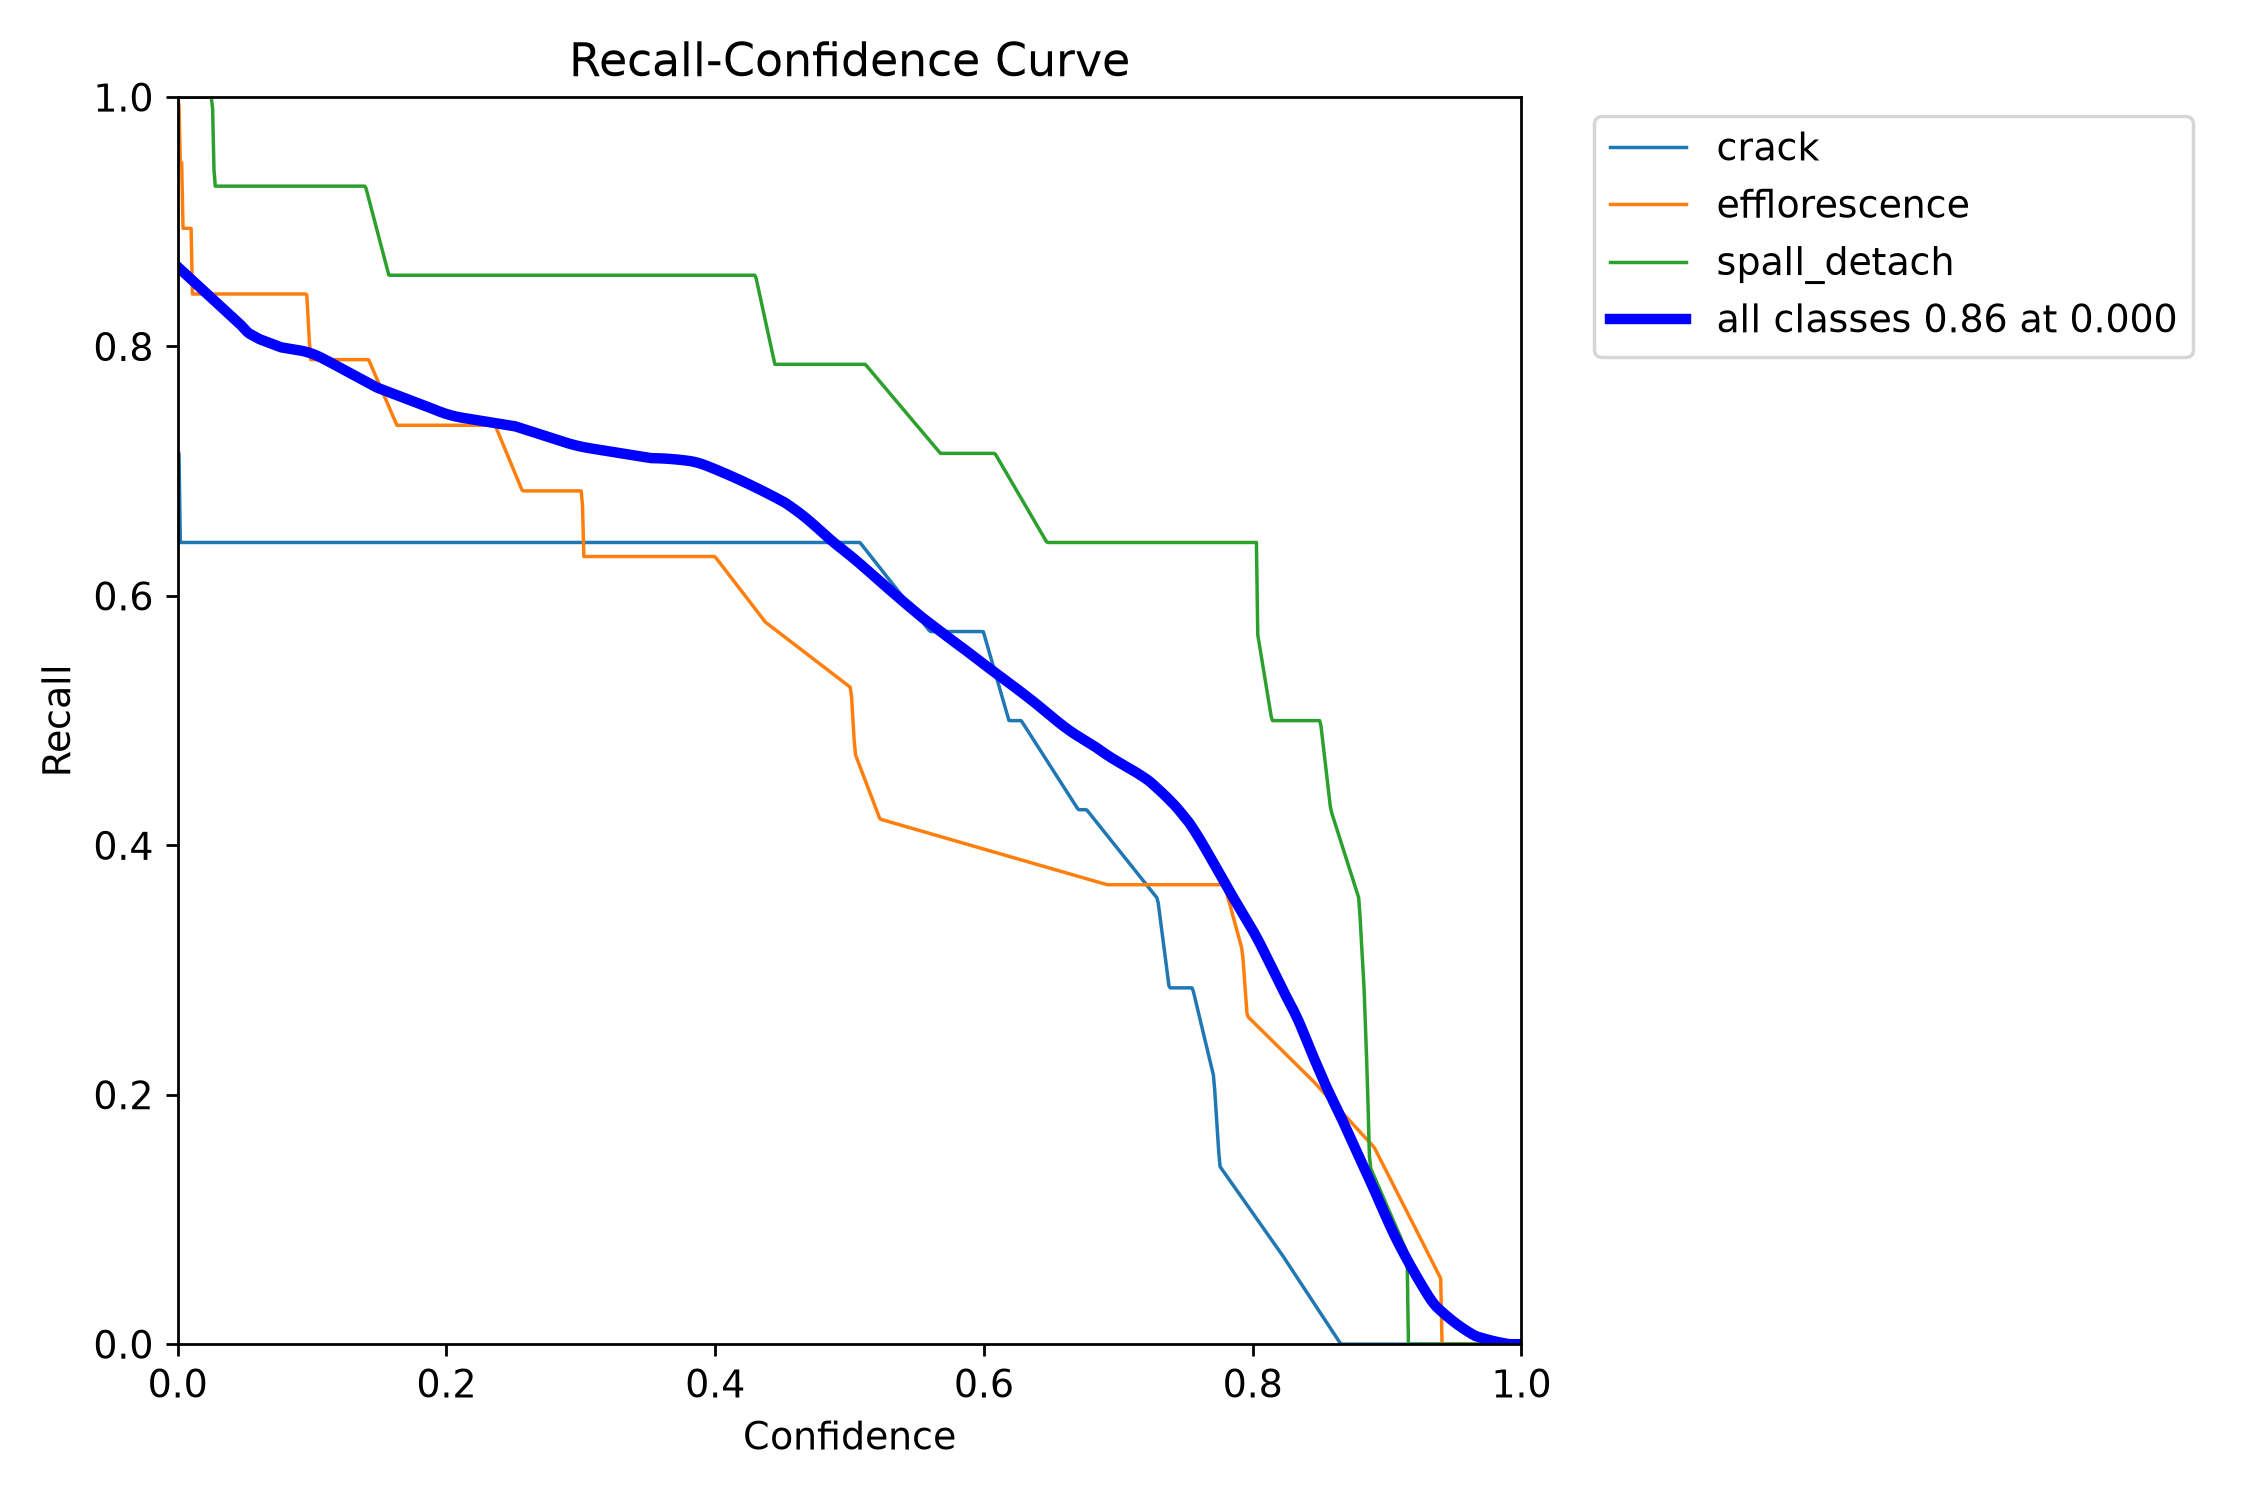 Recall-Confidence Curve
1.0
0.8
0.6
0.4
0.2
0.0
Recall
0.0 0.2 0.4 0.6 0.8 1.0
Confidence
crack
efflorescence
spall_detach
all classes 0.86 at 0.000